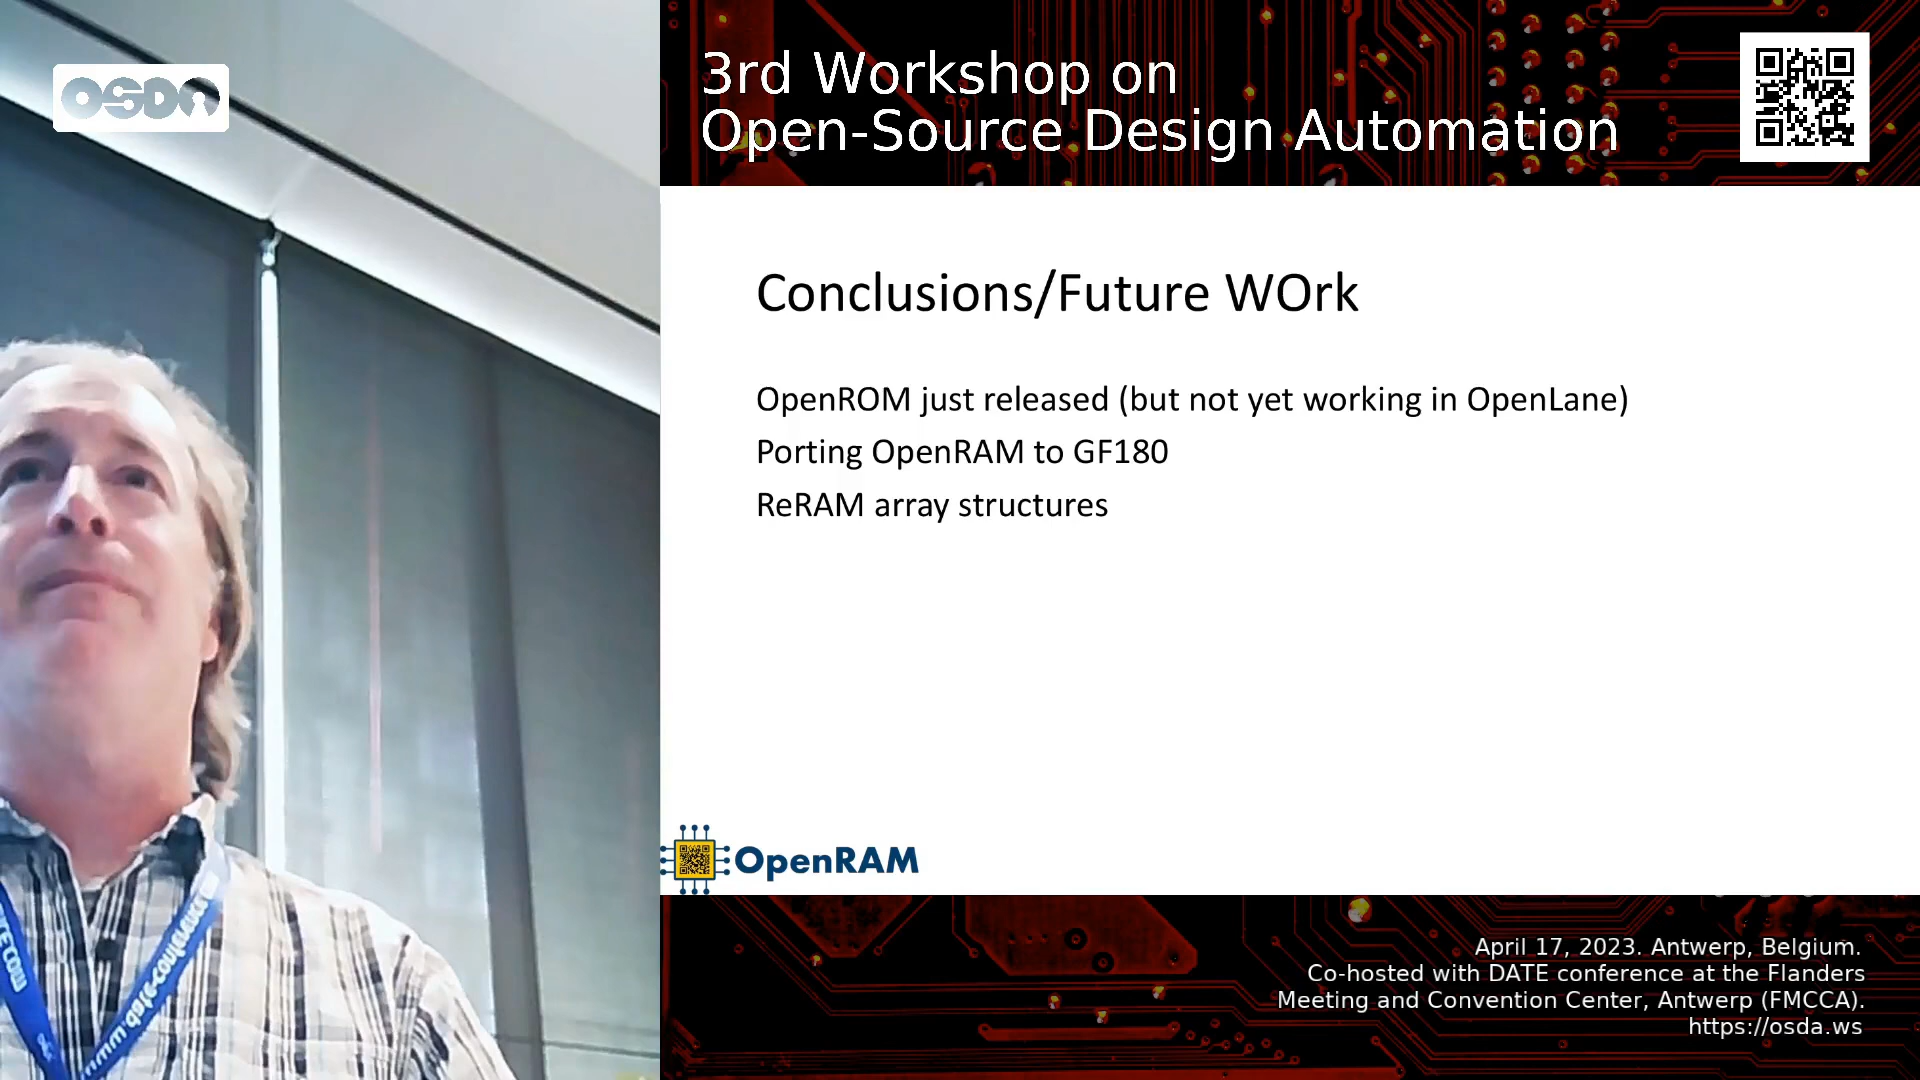 OSDA
3rd Workshop on
Open-Source Design Automation
Conclusions/Future WOrk
OpenROM just released (but not yet working in OpenLane)
Porting OpenRAM to GF180
ReRAM array structures
OpenRAM
April 17, 2023. Antwerp, Belgium.
Co-hosted with DATE conference at the Flanders
Meeting and Convention Center, Antwerp (FMCCA).
https://osda.ws